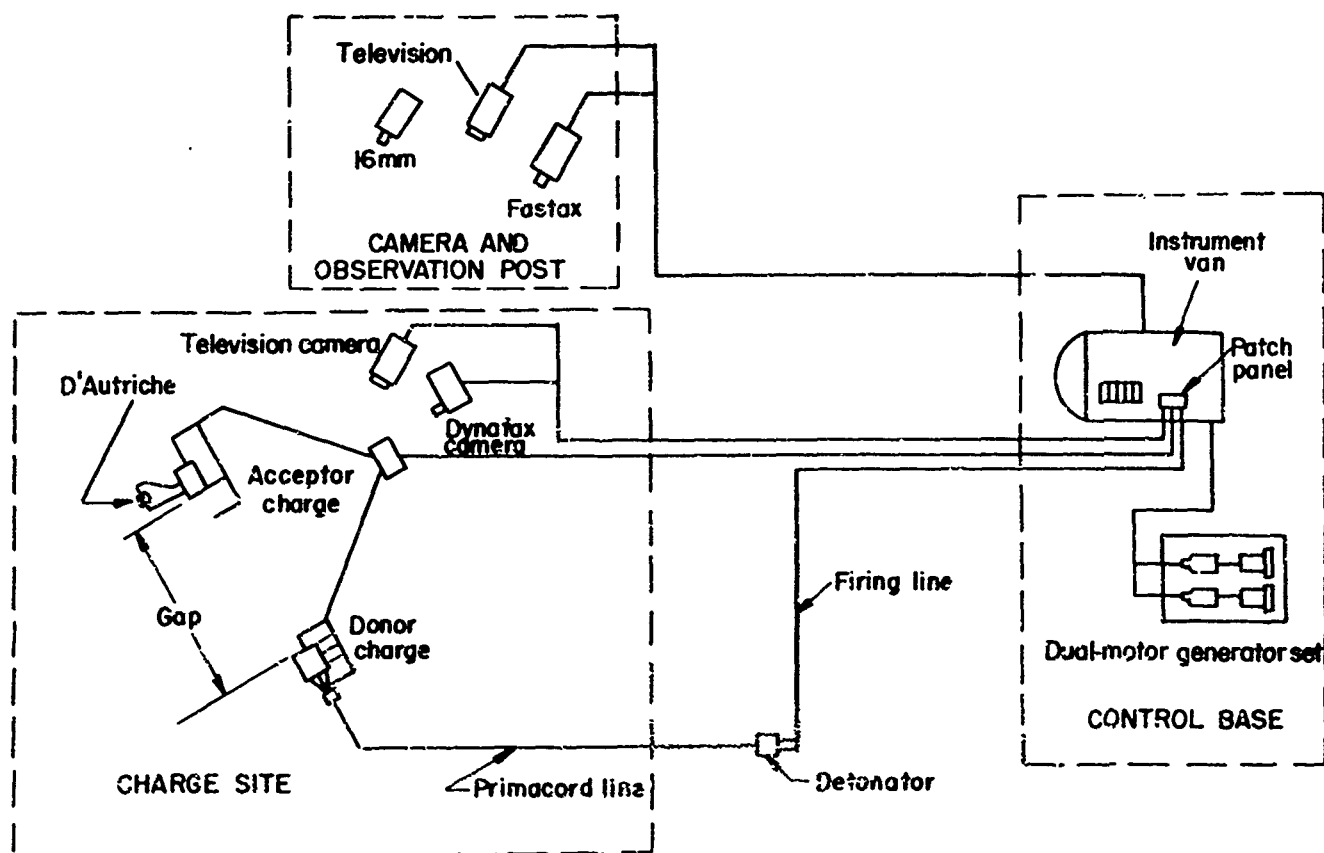 Television
16mm
Fastax
CAMERA AND
OBSERVATION POST
Instrument
van
Patch
panel
Television camera
D'Autriche
Dynafax
camera
Acceptor
charge
Gap
Donor
charge
Firing line
Dual-motor generator set
CONTROL BASE
CHARGE SITE
Primacord line
Detonator